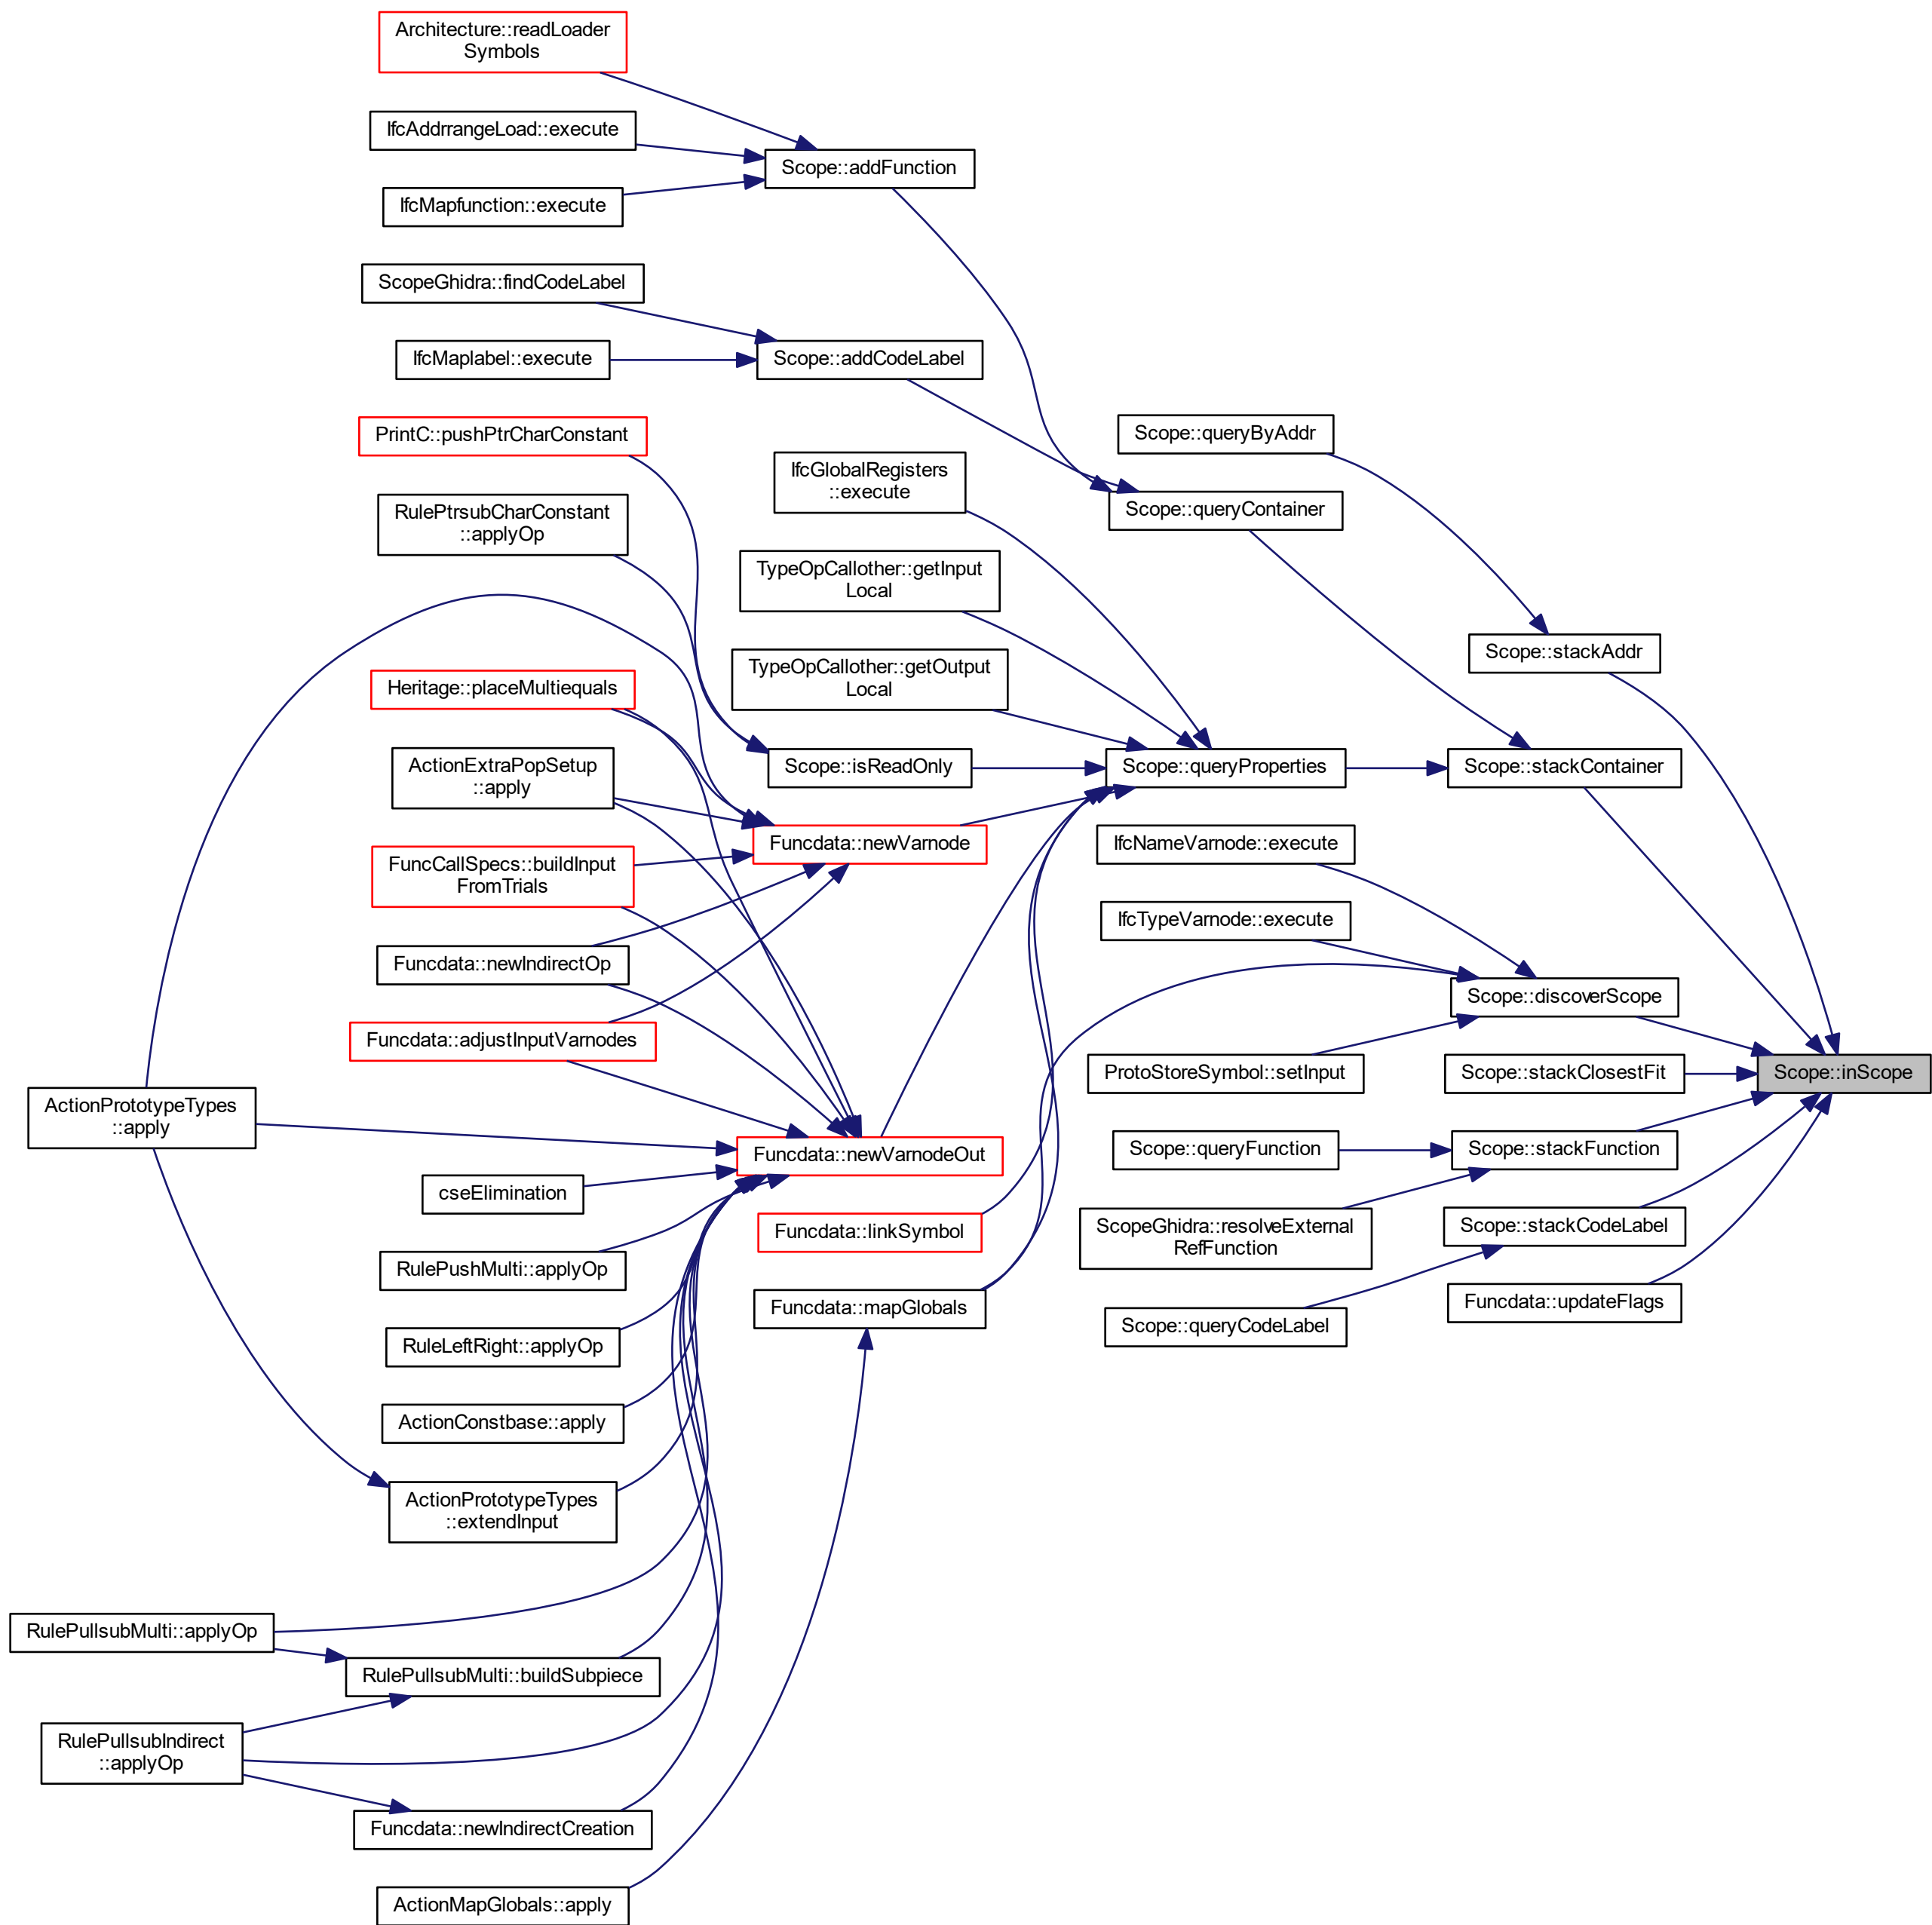 Architecture::readLoader
Symbols
IfcAddrrangeLoad::execute
Scope::addFunction
IfcMapfunction::execute
ScopeGhidra::findCodeLabel
IfcMaplabel::execute
Scope::addCodeLabel
PrintC::pushPtrCharConstant
Scope::queryByAddr
IfcGlobalRegisters
::execute
Scope::queryContainer
RulePtrsubCharConstant
::applyOp
TypeOpCallother::getInput
Local
Scope::stackAddr
TypeOpCallother::getOutput
Local
Heritage::placeMultiequals
ActionExtraPopSetup
::apply
Scope::isReadOnly
Scope::queryProperties
Scope::stackContainer
Funcdata::newVarnode
IfcNameVarnode::execute
FuncCallSpecs::buildInput
FromTrials
IfcTypeVarnode::execute
Funcdata::newIndirectOp
Scope::discoverScope
Funcdata::adjustInputVarnodes
ProtoStoreSymbol::setInput
Scope::stackClosestFit
Scope::inScope
ActionPrototypeTypes
::apply
Funcdata::newVarnodeOut
Scope::queryFunction
Scope::stackFunction
cseElimination
Funcdata::linkSymbol
ScopeGhidra::resolveExternal
RefFunction
Scope::stackCodeLabel
RulePushMulti::applyOp
Funcdata::mapGlobals
Scope::queryCodeLabel
Funcdata::updateFlags
RuleLeftRight::applyOp
ActionConstbase::apply
ActionPrototypeTypes
::extendInput
RulePullsubMulti::applyOp
RulePullsubMulti::buildSubpiece
RulePullsubIndirect
::applyOp
Funcdata::newIndirectCreation
ActionMapGlobals::apply